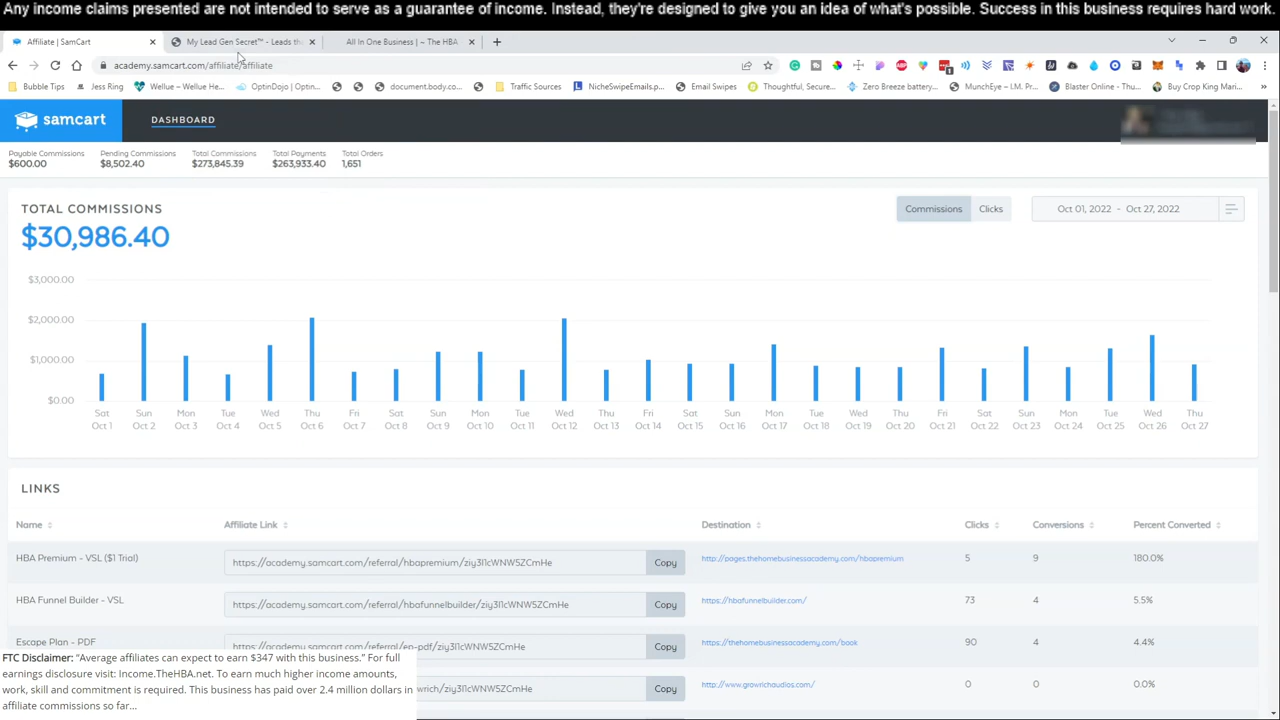 Any income claims presented are not intended to serve as a guarantee of income. Instead, they're designed to give you an idea of what's possible. Success in this business requires hard work.
Affiliate | SamCart
My Lead Gen Secret™ - Leads th
All In One Business | ~ The HBA
academy.samcart.com/affiliate/affiliate
Bubble Tips
Jess Ring
Wellue – Wellue He...
OptinDojo | Optin...
document.body.co...
Traffic Sources
NicheSwipeEmails.p...
Email Swipes
Thoughtful, Secure...
Zero Breeze battery...
MunchEye – I.M. Pr...
Blaster Online - Thu...
Buy Crop King Mari...
samcart
DASHBOARD
Payable Commissions
Pending Commissions
Total Commissions
Total Payments
Total Orders
$600.00
$8,502.40
$273,845.39
$263,933.40
1,651
TOTAL COMMISSIONS
$30,986.40
Commissions
Clicks
Oct 01, 2022 - Oct 27, 2022
$3,000.00
$2,000.00
$1,000.00
$0.00
Sat Sun Mon Tue Wed Thu Fri Sat Sun Mon Tue Wed Thu Fri Sat Sun Mon Tue Wed Thu Fri Sat Sun Mon Tue Wed Thu
Oct 1 Oct 2 Oct 3 Oct 4 Oct 5 Oct 6 Oct 7 Oct 8 Oct 9 Oct 10 Oct 11 Oct 12 Oct 13 Oct 14 Oct 15 Oct 16 Oct 17 Oct 18 Oct 19 Oct 20 Oct 21 Oct 22 Oct 23 Oct 24 Oct 25 Oct 26 Oct 27
LINKS
Name Affiliate Link Destination Clicks Conversions Percent Converted
HBA Premium - VSL ($1 Trial) https://academy.samcart.com/referral/hbapremium/ziy3l1cWNW5ZCmHe Copy http://pages.thehomebusinessacademy.com/hbapremium 5 9 180.0%
HBA Funnel Builder - VSL https://academy.samcart.com/referral/hbafunnelbuilder/ziy3l1cWNW5ZCmHe Copy https://hbafunnelbuilder.com/ 73 4 5.5%
Escape Plan - PDF https://academy.samcart.com/referral/en-pdf/ziy3l1cWNW5ZCmHe Copy https://thehomebusinessacademy.com/book 90 4 4.4%
wrich/ziy3l1cWNW5ZCmHe Copy http://www.growrichaudios.com/ 0 0 0.0%
FTC Disclaimer: "Average affiliates can expect to earn $347 with this business." For full
earnings disclosure visit: Income.TheHBA.net. To earn much higher income amounts,
work, skill and commitment is required. This business has paid over 2.4 million dollars in
affiliate commissions so far...